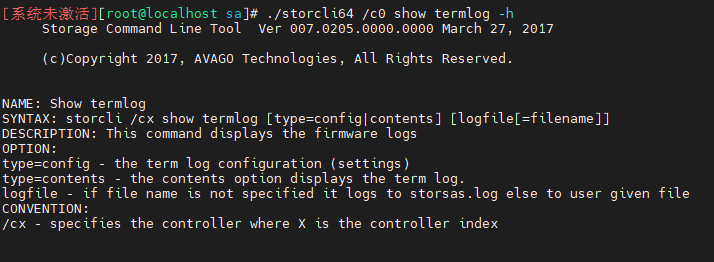 [系统未激活][root@localhost sa]# ./storcli64 /c0 show termlog -h
Storage Command Line Tool  Ver 007.0205.0000.0000 March 27, 2017
(c)Copyright 2017, AVAGO Technologies, All Rights Reserved.
NAME: Show termlog
SYNTAX: storcli /cx show termlog [type=config|contents] [logfile[=filename]]
DESCRIPTION: This command displays the firmware logs
OPTION:
type=config - the term log configuration (settings)
type=contents - the contents option displays the term log.
logfile - if file name is not specified it logs to storsas.log else to user given file
CONVENTION:
/cx - specifies the controller where X is the controller index